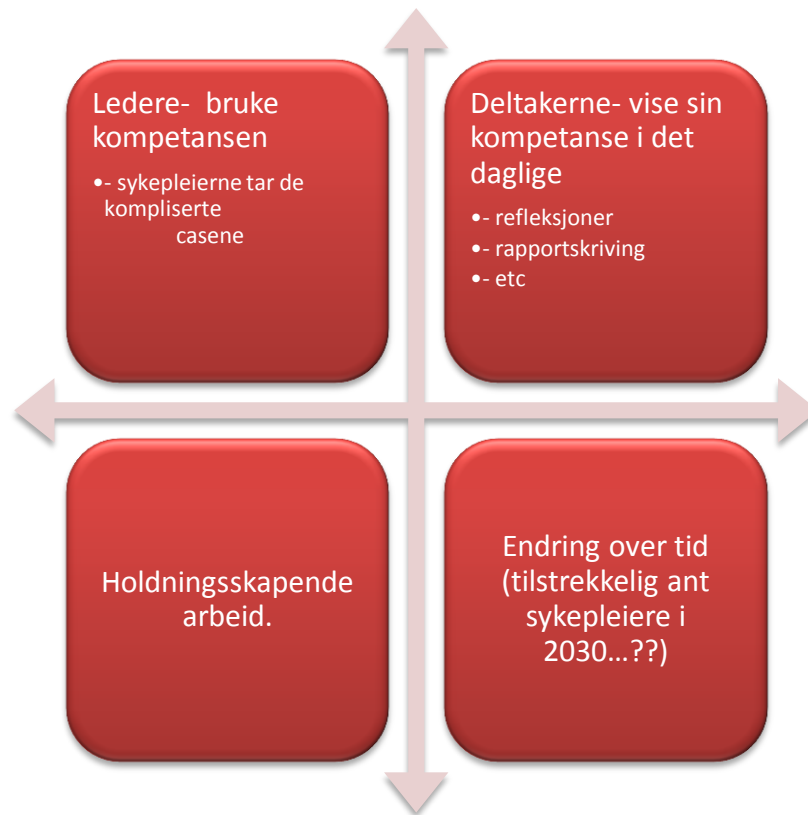 Ledere-  bruke
kompetansen
•- sykepleierne tar de
kompliserte
casene
Deltakerne- vise sin
kompetanse i det
daglige
•- refleksjoner
•- rapportskriving
•- etc
Holdningsskapende
arbeid.
Endring over tid
(tilstrekkelig ant
sykepleiere i
2030...??)